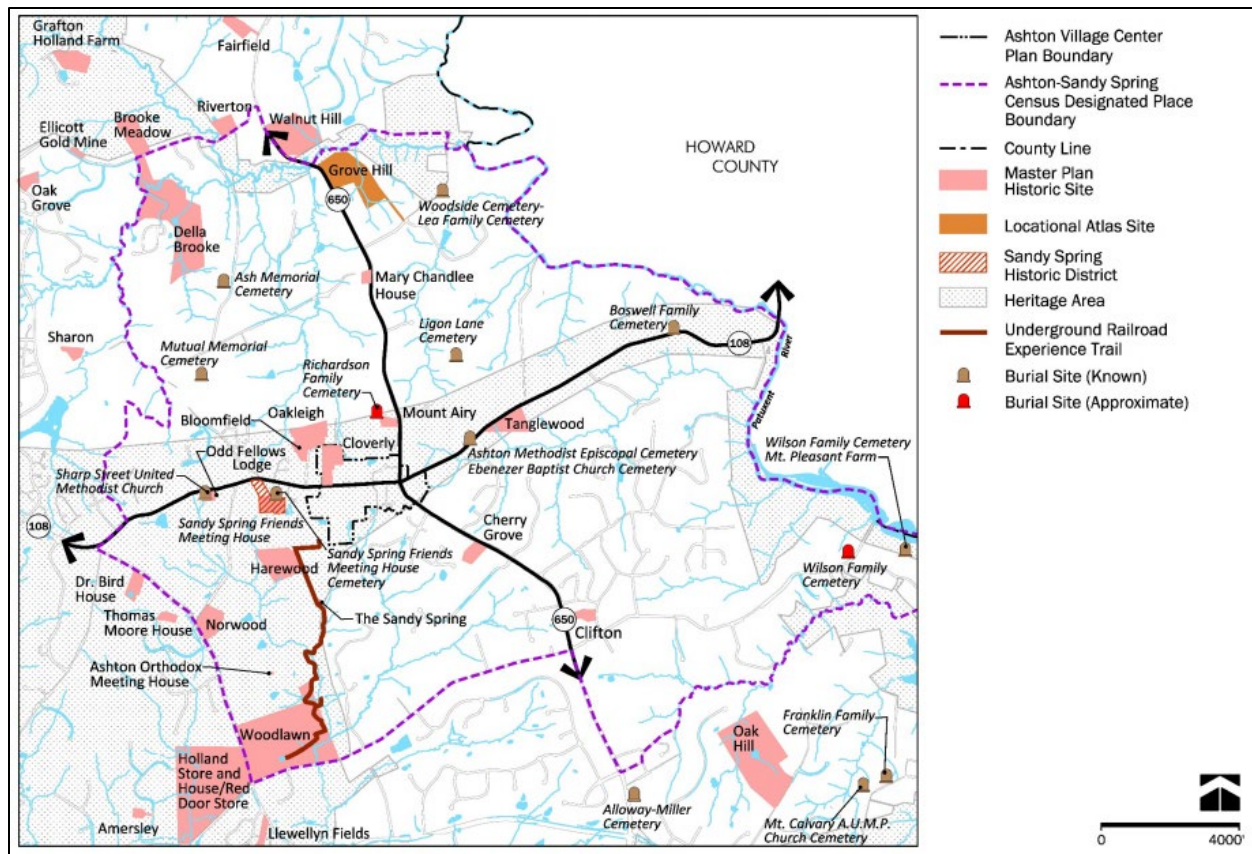 Grafton
Holland Farm
Fairfield
Riverton
Walnut Hill
Brooke
Meadow
Ellicott
Gold Mine
Oak
Grove
Grove Hill
650
HOWARD
COUNTY
Woodside Cemetery-
Lea Family Cemetery
Della
Brooke
Ash Memorial
Cemetery
Mary Chandlee
House
Boswell Family
Cemetery
108
Sharon
Mutual Memorial
Cemetery
Ligon Lane
Cemetery
Richardson
Family
Cemetery
Patuxent
River
Bloomfield
Oakleigh
Mount Airy
Tanglewood
Cloverly
Odd Fellows
Lodge
Ashton Methodist Episcopal Cemetery
Ebenezer Baptist Church Cemetery
Wilson Family Cemetery
Mt. Pleasant Farm
Sharp Street United
Methodist Church
108
Sandy Spring Friends
Meeting House
Cherry
Grove
Harewood
Sandy Spring Friends
Meeting House
Cemetery
Wilson Family
Cemetery
Dr. Bird
House
Thomas
Moore House
Norwood
The Sandy Spring
650
Clifton
Ashton Orthodox
Meeting House
Woodlawn
Holland
Store and
House/Red
Door Store
Oak
Hill
Franklin Family
Cemetery
Amersley
Llewellyn Fields
Alloway-Miller
Cemetery
Mt. Calvary A.U.M.P.
Church Cemetery
Ashton Village Center
Plan Boundary
Ashton-Sandy Spring
Census Designated Place
Boundary
County Line
Master Plan
Historic Site
Locational Atlas Site
Sandy Spring
Historic District
Heritage Area
Underground Railroad
Experience Trail
Burial Site (Known)
Burial Site (Approximate)
0 4000'